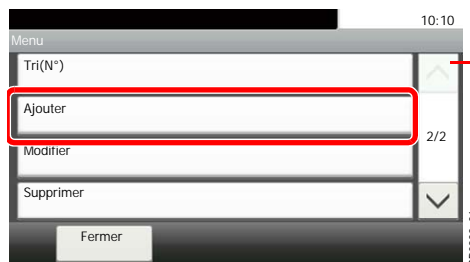 10:10
Menu
Tri(N°)
Ajouter
2/2
Modifier
Supprimer
Fermer